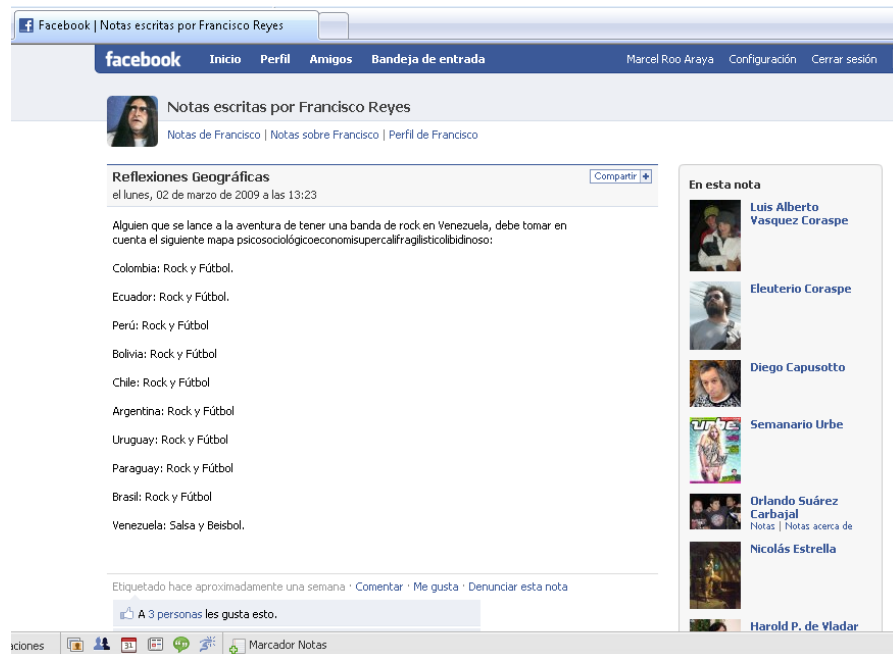 Facebook | Notas escritas por Francisco Reyes
facebook Inicio Perfil Amigos Bandeja de entrada Marcel Roo Araya Configuración Cerrar sesión
Notas escritas por Francisco Reyes
Notas de Francisco | Notas sobre Francisco | Perfil de Francisco
Reflexiones Geográficas
el lunes, 02 de marzo de 2009 a las 13:23
Compartir +
Alguien que se lance a la aventura de tener una banda de rock en Venezuela, debe tomar en
cuenta el siguiente mapa psicosociológicoeconomisupercalifragilisticolibidinoso:
Colombia: Rock y Fútbol.
Ecuador: Rock y Fútbol.
Perú: Rock y Fútbol
Bolivia: Rock y Fútbol
Chile: Rock y Fútbol
Argentina: Rock y Fútbol
Uruguay: Rock y Fútbol
Paraguay: Rock y Fútbol
Brasil: Rock y Fútbol
Venezuela: Salsa y Beisbol.
Etiquetado hace aproximadamente una semana · Comentar · Me gusta · Denunciar esta nota
A 3 personas les gusta esto.
En esta nota
Luis Alberto
Vasquez Coraspe
Eleuterio Coraspe
Diego Capusotto
urbe
Semanario Urbe
Orlando Suárez
Carbajal
Notas | Notas acerca de
Nicolás Estrella
Harold P. de Vladar
aciones 31 Marcador Notas